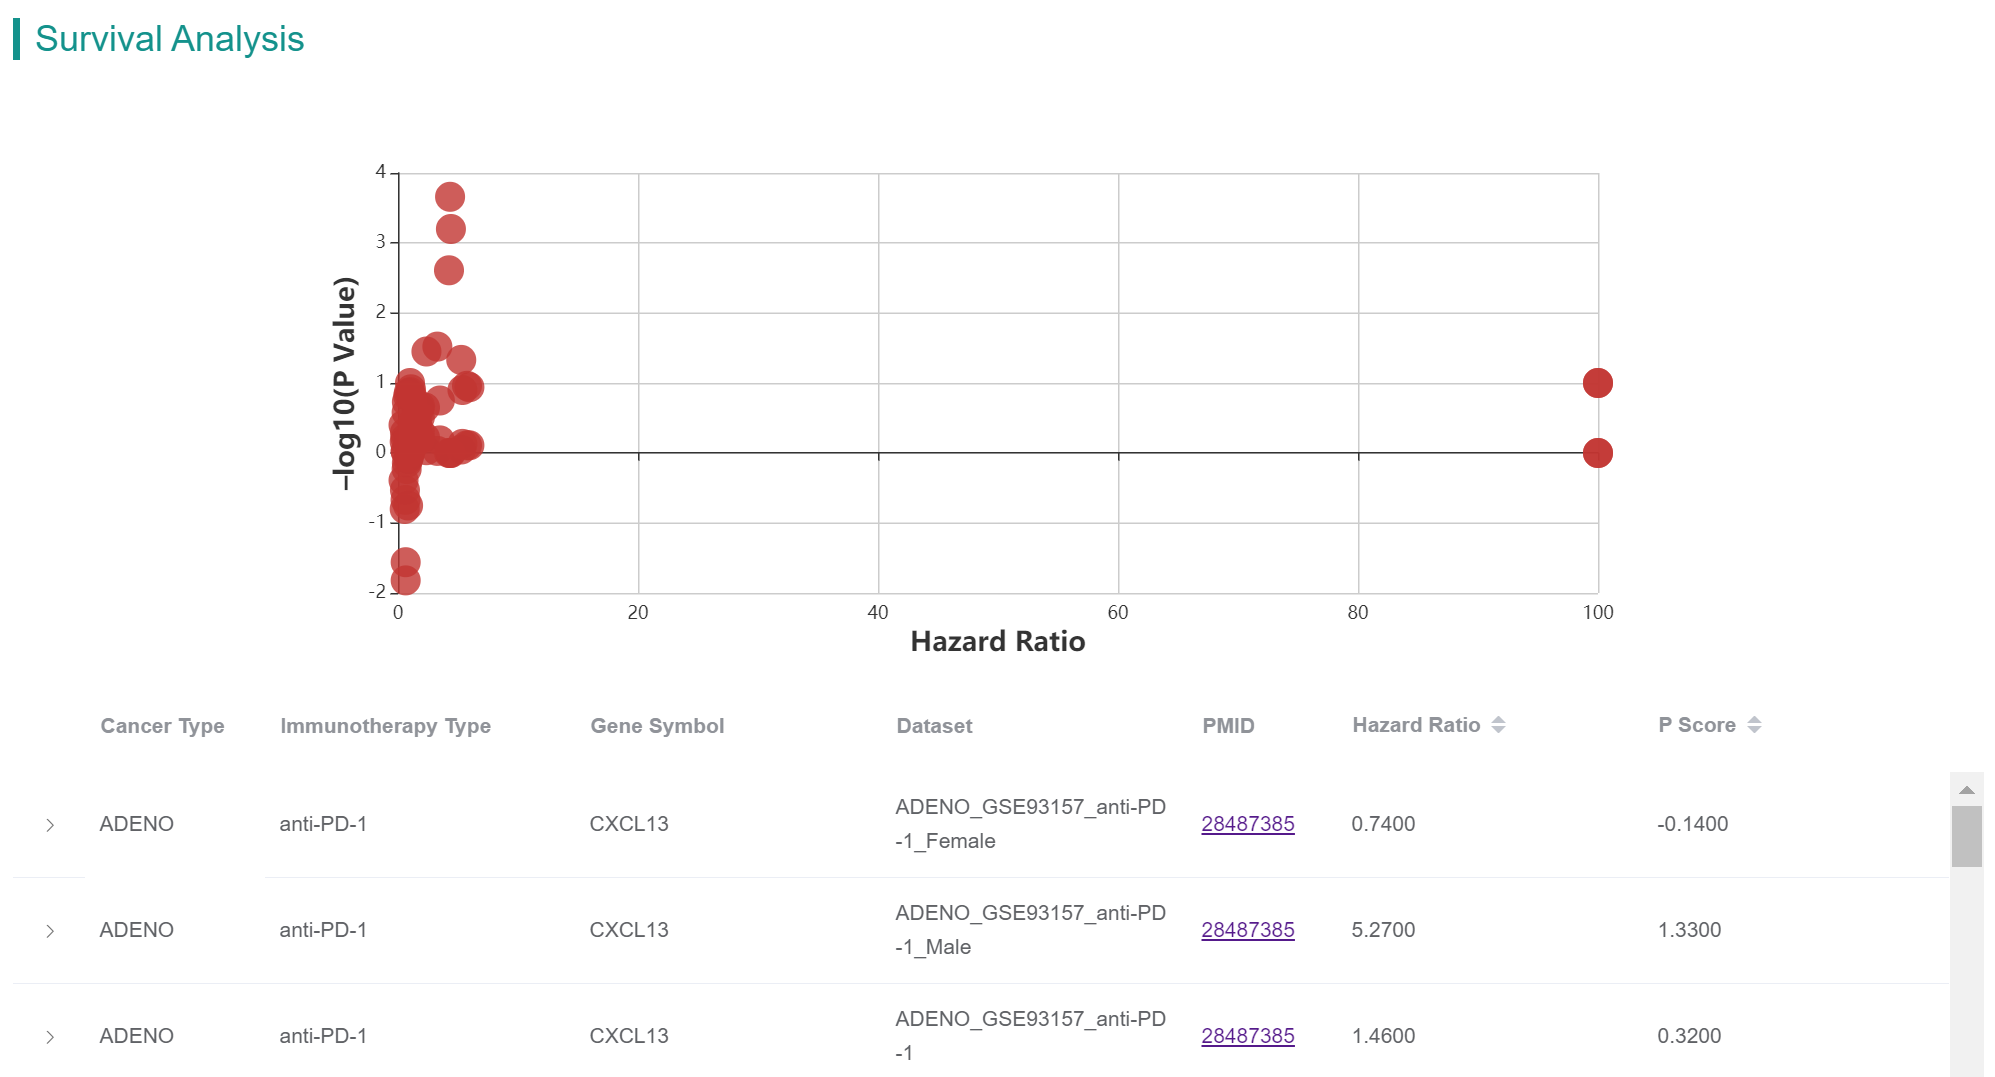 Survival Analysis
4
3
2
1
0
-1
-2
−log10(P Value)
0 20 40 60 80 100
Hazard Ratio
Cancer Type Immunotherapy Type Gene Symbol Dataset PMID Hazard Ratio P Score
ADENO anti-PD-1 CXCL13 ADENO_GSE93157_anti-PD
-1_Female 28487385 0.7400 -0.1400
ADENO anti-PD-1 CXCL13 ADENO_GSE93157_anti-PD
-1_Male 28487385 5.2700 1.3300
ADENO anti-PD-1 CXCL13 ADENO_GSE93157_anti-PD
-1 28487385 1.4600 0.3200